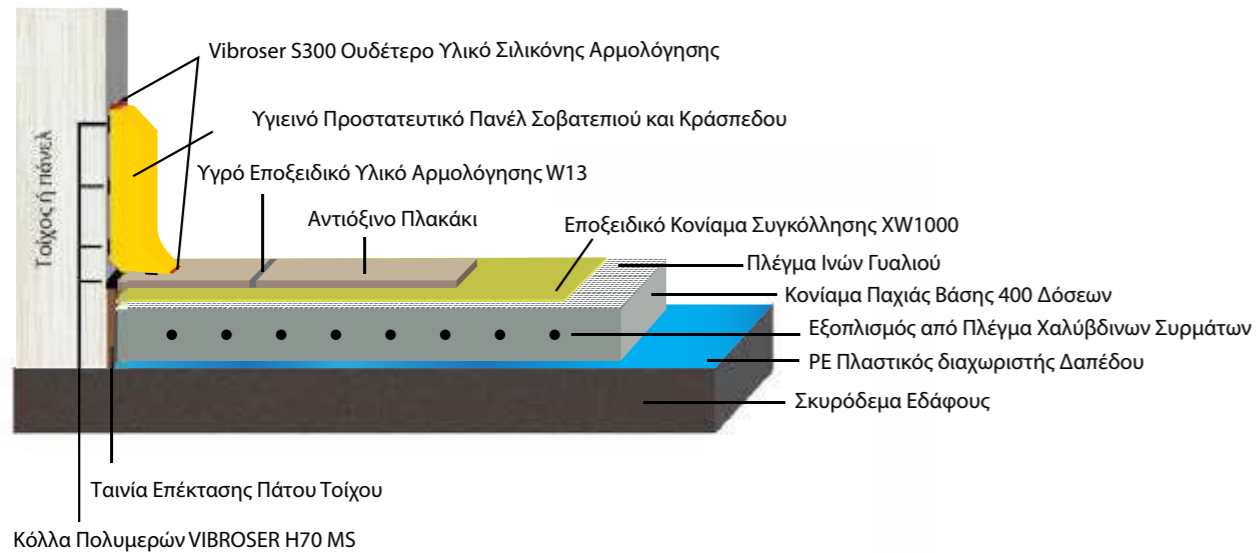 Vibroser S300 Ουδέτερο Υλικό Σιλικόνης Αρμολόγησης
Υγιεινό Προστατευτικό Πανέλ Σοβατεπιού και Κράσπεδου
Υγρό Εποξειδικό Υλικό Αρμολόγησης W13
Αντιόξινο Πλακάκι
Εποξειδικό Κονίαμα Συγκόλλησης XW1000
Πλέγμα Ινών Γυαλιού
Κονίαμα Παχιάς Βάσης 400 Δόσεων
Εξοπλισμός από Πλέγμα Χαλύβδινων Συρμάτων
PE Πλαστικός διαχωριστής Δαπέδου
Σκυρόδεμα Εδάφους
Τοίχος ή πάνελ
Ταινία Επέκτασης Πάτου Τοίχου
Κόλλα Πολυμερών VIBROSER H70 MS